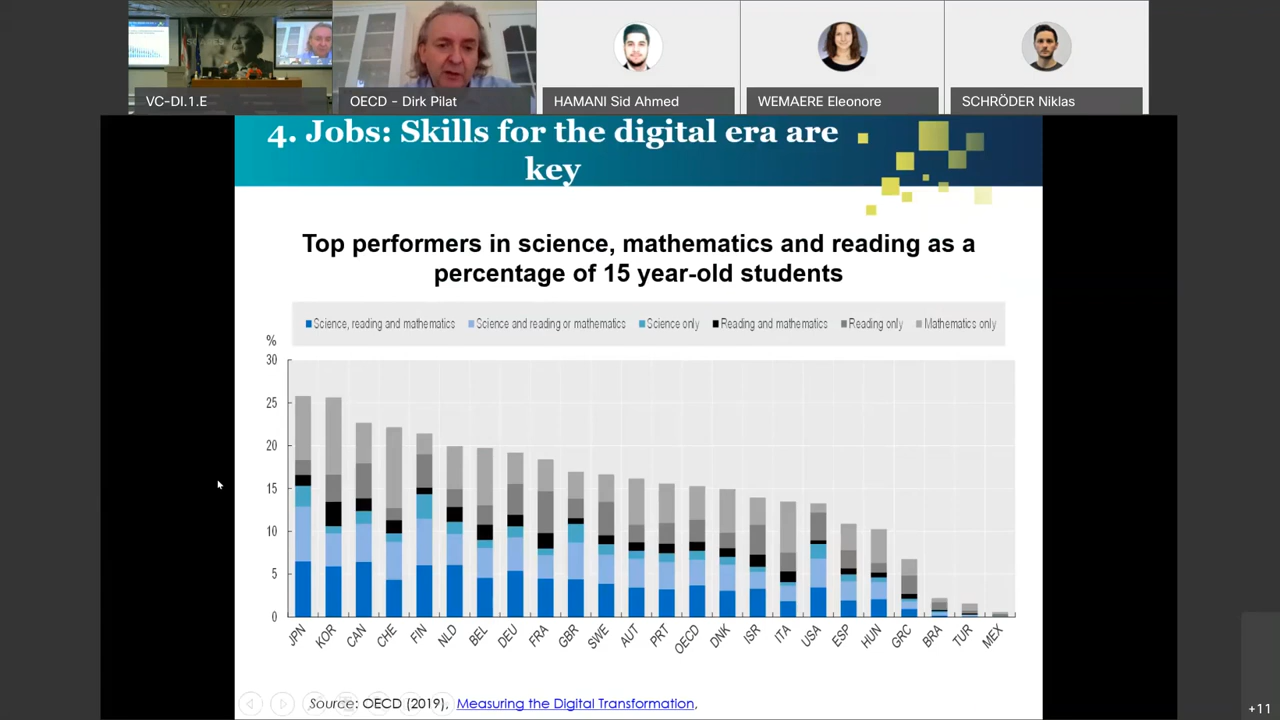 SOARES
VC-DI.1.E
OECD - Dirk Pilat
HAMANI Sid Ahmed
WEMAERE Eleonore
SCHRÖDER Niklas
4. Jobs: Skills for the digital era are
key
Top performers in science, mathematics and reading as a
percentage of 15 year-old students
Science, reading and mathematics Science and reading or mathematics Science only Reading and mathematics Reading only Mathematics only
%
30
25
20
15
10
5
0
JPN KOR CAN CHE FIN NLD BEL DEU FRA GBR SWE AUT PRT OECD DNK ISR ITA USA ESP HUN GRC BRA TUR MEX
Source: OECD (2019), Measuring the Digital Transformation,
+11